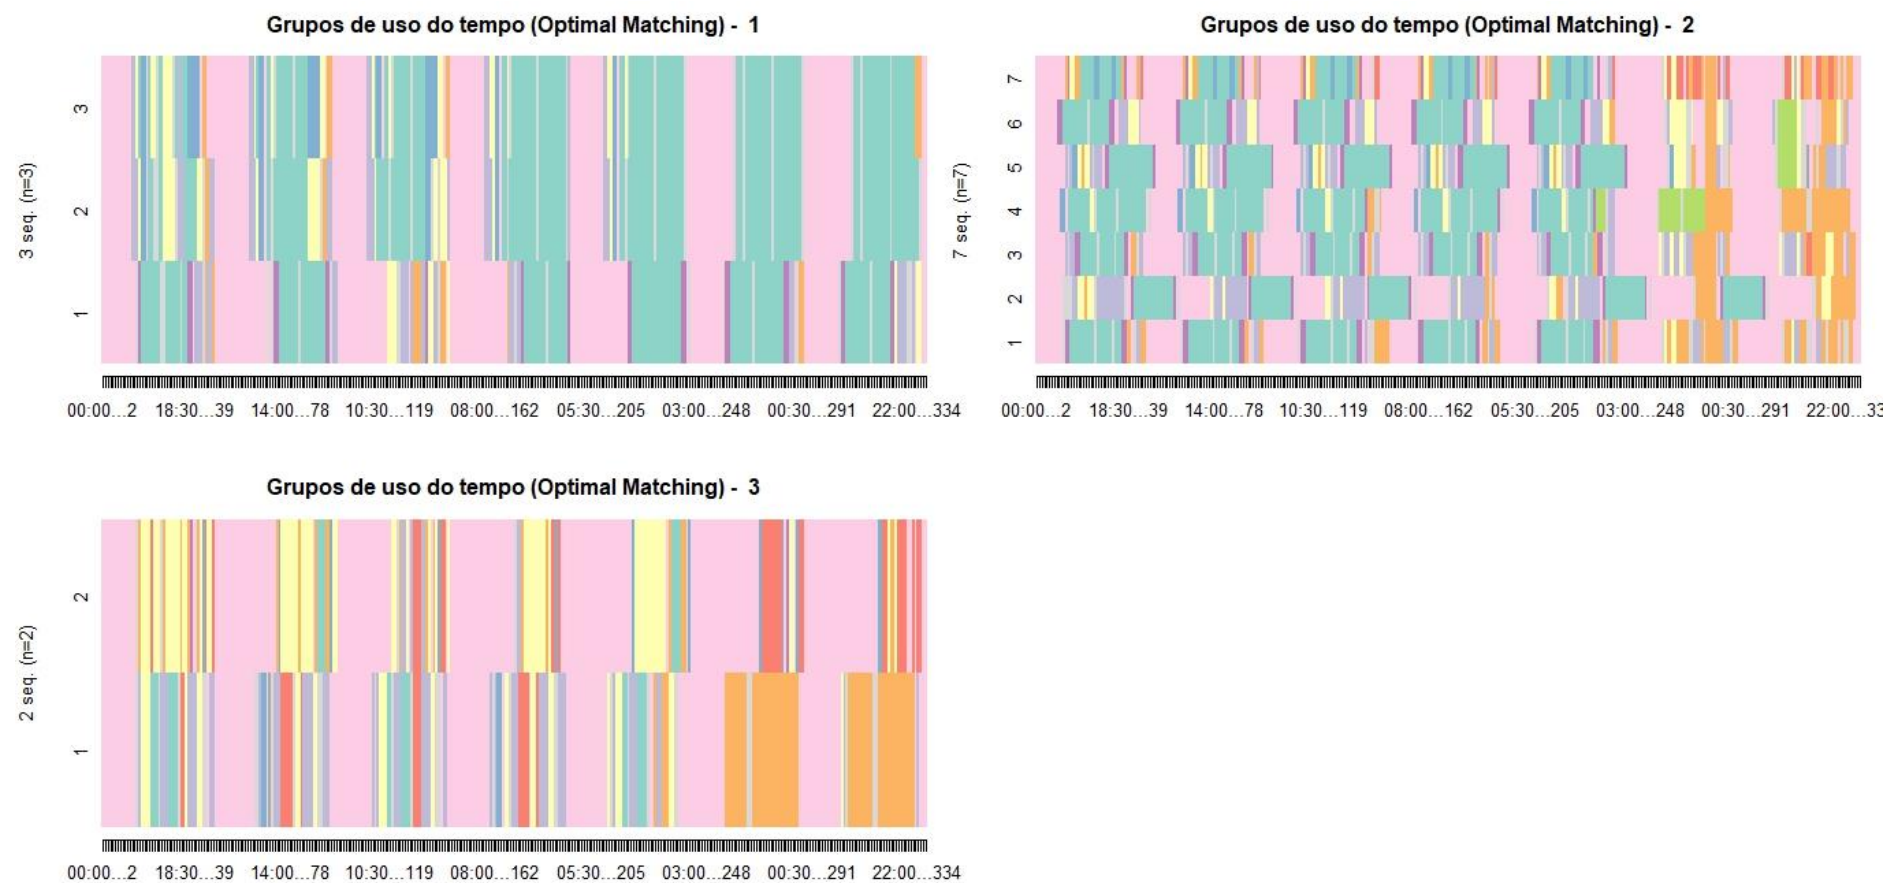 Grupos de uso do tempo (Optimal Matching) -  1
3 seq. (n=3)
3
2
1
00:00...2 18:30...39 14:00...78 10:30...119 08:00...162 05:30...205 03:00...248 00:30...291 22:00...334
Grupos de uso do tempo (Optimal Matching) -  2
7 seq. (n=7)
7
6
5
4
3
2
1
00:00...2 18:30...39 14:00...78 10:30...119 08:00...162 05:30...205 03:00...248 00:30...291 22:00...33
Grupos de uso do tempo (Optimal Matching) -  3
2 seq. (n=2)
2
1
00:00...2 18:30...39 14:00...78 10:30...119 08:00...162 05:30...205 03:00...248 00:30...291 22:00...334